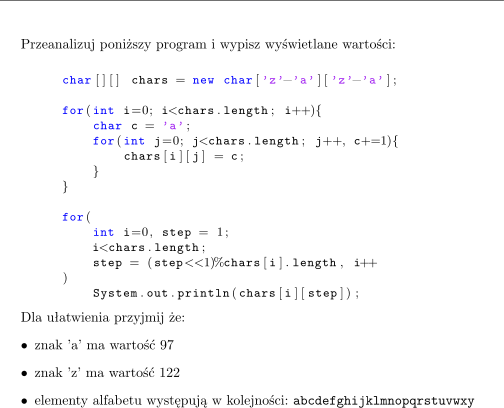 Przeanalizuj poniższy program i wypisz wyświetlane wartości:
char[][] chars = new char['z'-'a']['z'-'a'];
for(int i=0; i<chars.length; i++){
char c = 'a';
for(int j=0; j<chars.length; j++, c+=1){
chars[i][j] = c;
}
}
for(
int i=0, step = 1;
i<chars.length;
step = (step<<1)%chars[i].length, i++
)
System.out.println(chars[i][step]);
Dla ułatwienia przyjmij że:
• znak 'a' ma wartość 97
• znak 'z' ma wartość 122
• elementy alfabetu występują w kolejności: abcdefghijklmnopqrstuvwxy